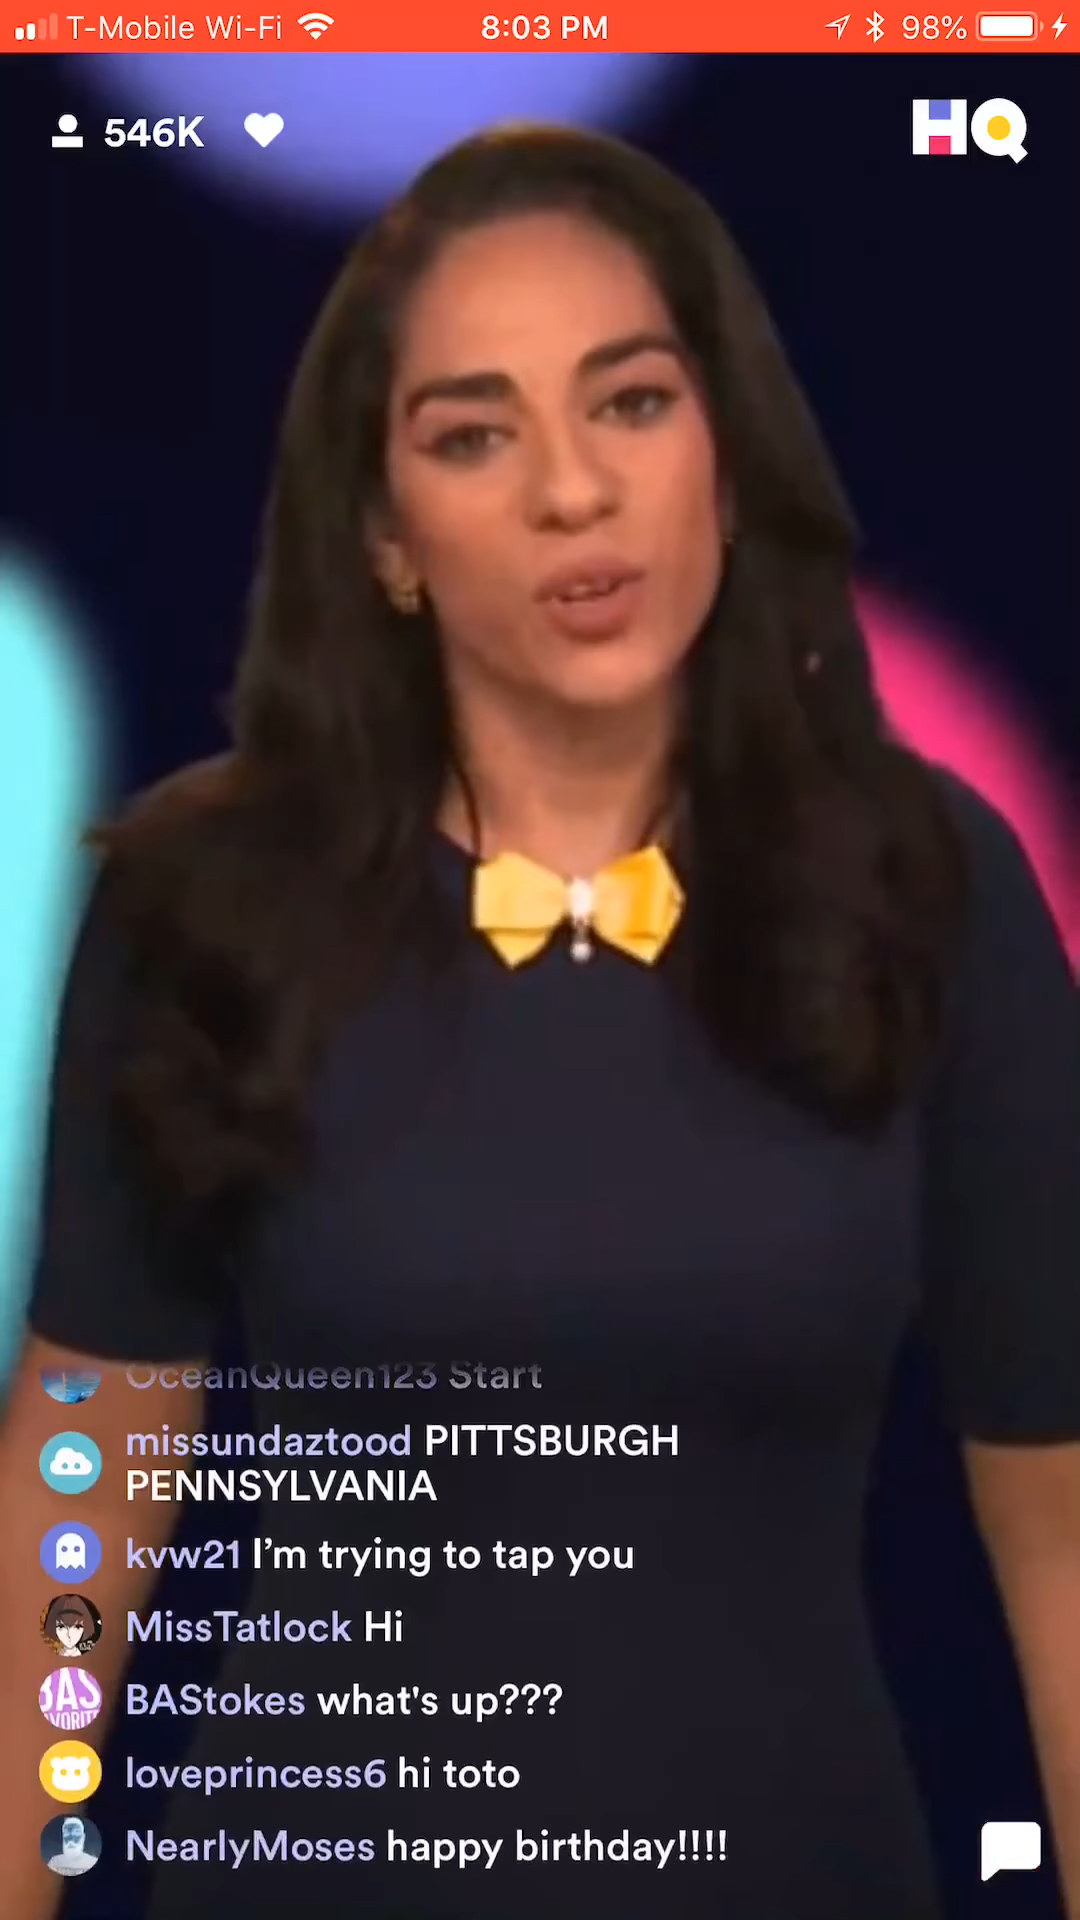 T-Mobile Wi-Fi 8:03 PM 98%
546K HQ
OceanQueen123 Start
missundaztood PITTSBURGH
PENNSYLVANIA
kvw21 I’m trying to tap you
MissTatlock Hi
BAStokes what's up???
loveprincess6 hi toto
NearlyMoses happy birthday!!!!